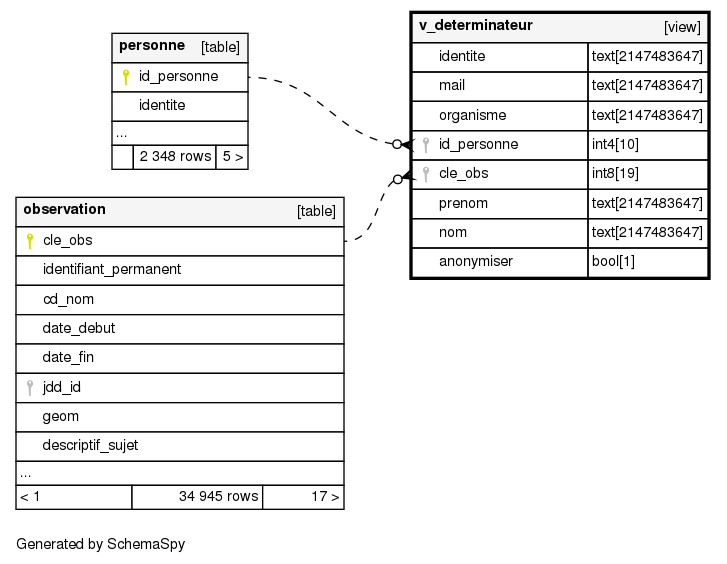 personne [table]
id_personne
identite
...
2 348 rows 5 >
v_determinateur [view]
identite text[2147483647]
mail text[2147483647]
organisme text[2147483647]
id_personne int4[10]
cle_obs int8[19]
prenom text[2147483647]
nom text[2147483647]
anonymiser bool[1]
observation [table]
cle_obs
identifiant_permanent
cd_nom
date_debut
date_fin
jdd_id
geom
descriptif_sujet
...
< 1 34 945 rows 17 >
Generated by SchemaSpy